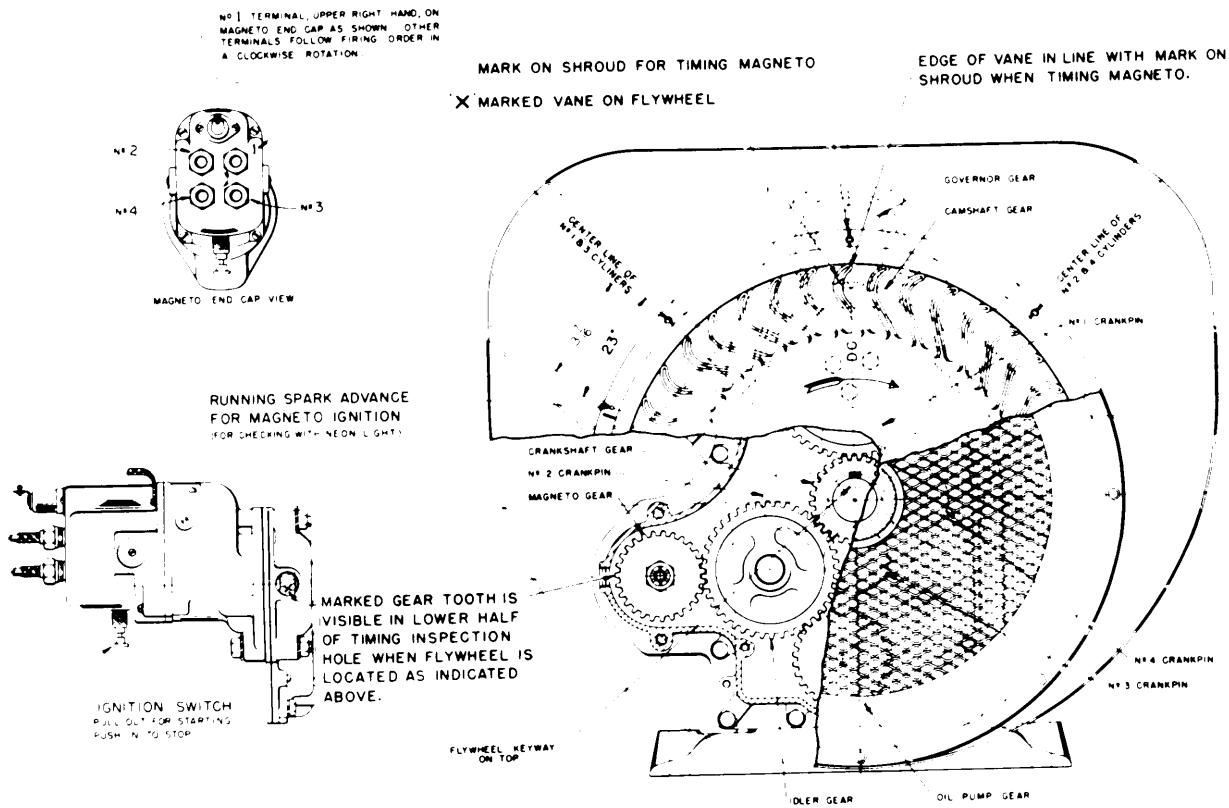 Nº 1 TERMINAL, UPPER RIGHT HAND, ON
MAGNETO END CAP AS SHOWN OTHER
TERMINALS FOLLOW FIRING ORDER IN
A CLOCKWISE ROTATION
MARK ON SHROUD FOR TIMING MAGNETO
X MARKED VANE ON FLYWHEEL
EDGE OF VANE IN LINE WITH MARK ON
SHROUD WHEN TIMING MAGNETO.
Nº 2
1
Nº 4
Nº 3
MAGNETO END CAP VIEW
GOVERNOR GEAR
CAMSHAFT GEAR
CENTER LINE OF
Nº 1 & 3 CYLINERS
CENTER LINE OF
Nº 2 & 4 CYLINDERS
Nº 1 CRANKPIN
23°
DC
RUNNING SPARK ADVANCE
FOR MAGNETO IGNITION
(FOR CHECKING WITH NEON LIGHT)
CRANKSHAFT GEAR
Nº 2 CRANKPIN
MAGNETO GEAR
MARKED GEAR TOOTH IS
VISIBLE IN LOWER HALF
OF TIMING INSPECTION
HOLE WHEN FLYWHEEL IS
LOCATED AS INDICATED
ABOVE.
IGNITION SWITCH
PULL OUT FOR STARTING
PUSH IN TO STOP
Nº 4 CRANKPIN
Nº 3 CRANKPIN
FLYWHEEL KEYWAY
ON TOP
IDLER GEAR
OIL PUMP GEAR